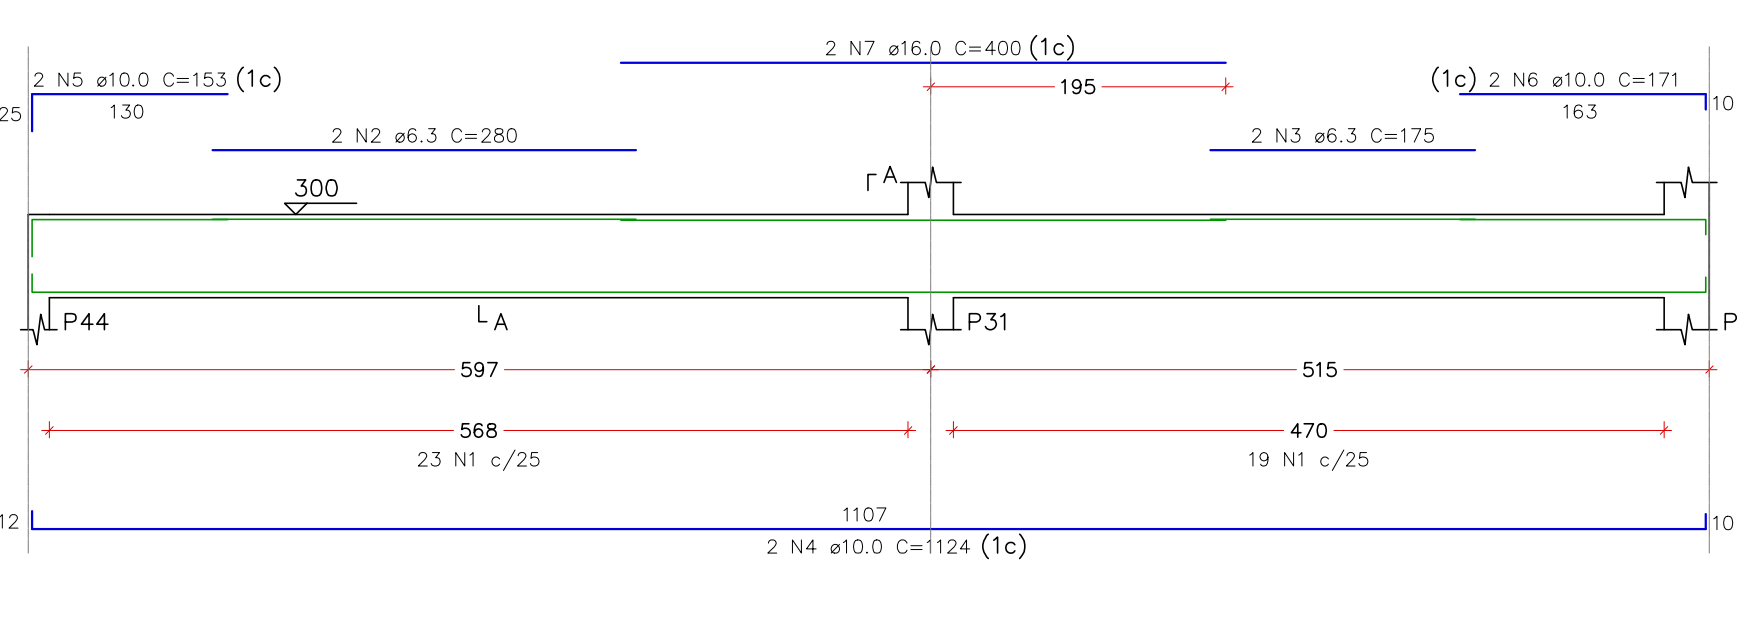 2 N7 ø16.0 C=400 (1c)
2 N5 ø10.0 C=153 (1c)
(1c) 2 N6 ø10.0 C=171
195
25
130
163
10
2 N2 ø6.3 C=280
2 N3 ø6.3 C=175
A
300
P44
A
P31
P
597
515
568
470
23 N1 c/25
19 N1 c/25
12
1107
10
2 N4 ø10.0 C=1124 (1c)